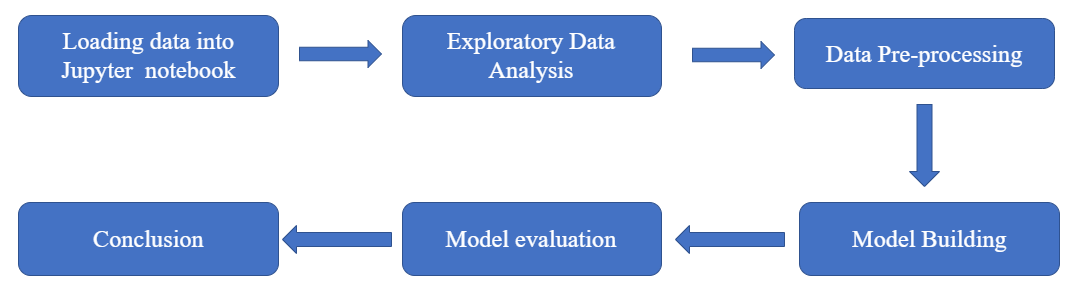 Loading data into
Jupyter  notebook
Exploratory Data
Analysis
Data Pre-processing
Model Building
Model evaluation
Conclusion